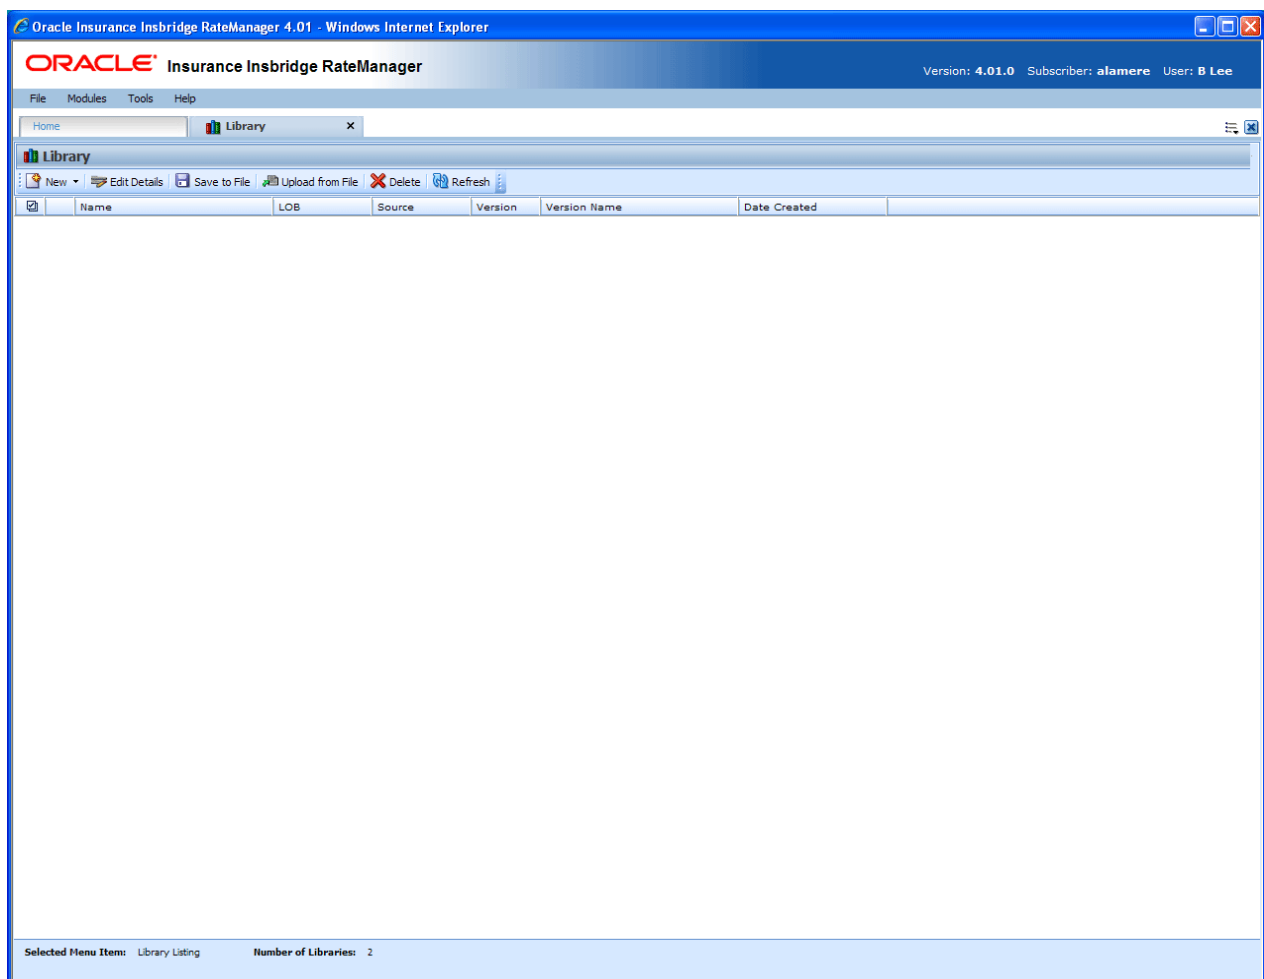 Oracle Insurance Insbridge RateManager 4.01 - Windows Internet Explorer
ORACLE Insurance Insbridge RateManager
Version: 4.01.0 Subscriber: alamere User: B Lee
File Modules Tools Help
Home Library
Library
New Edit Details Save to File Upload from File Delete Refresh
Name LOB Source Version Version Name Date Created
Selected Menu Item: Library Listing Number of Libraries: 2